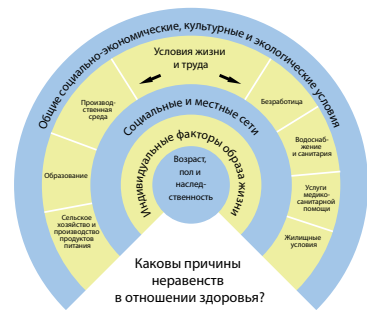 Общие социально-экономические, культурные и экологические условия
Условия жизни
и труда
Производ-
ственная
среда
Безработица
Социальные и местные сети
Водоснаб-
жение
и санитария
Индивидуальные факторы образа жизни
Возраст,
пол и
наслед-
ственность
Образование
Услуги
медико-
санитарной
помощи
Сельское
хозяйство и
производство
продуктов
питания
Жилищные
условия
Каковы причины
неравенств
в отношении здоровья?